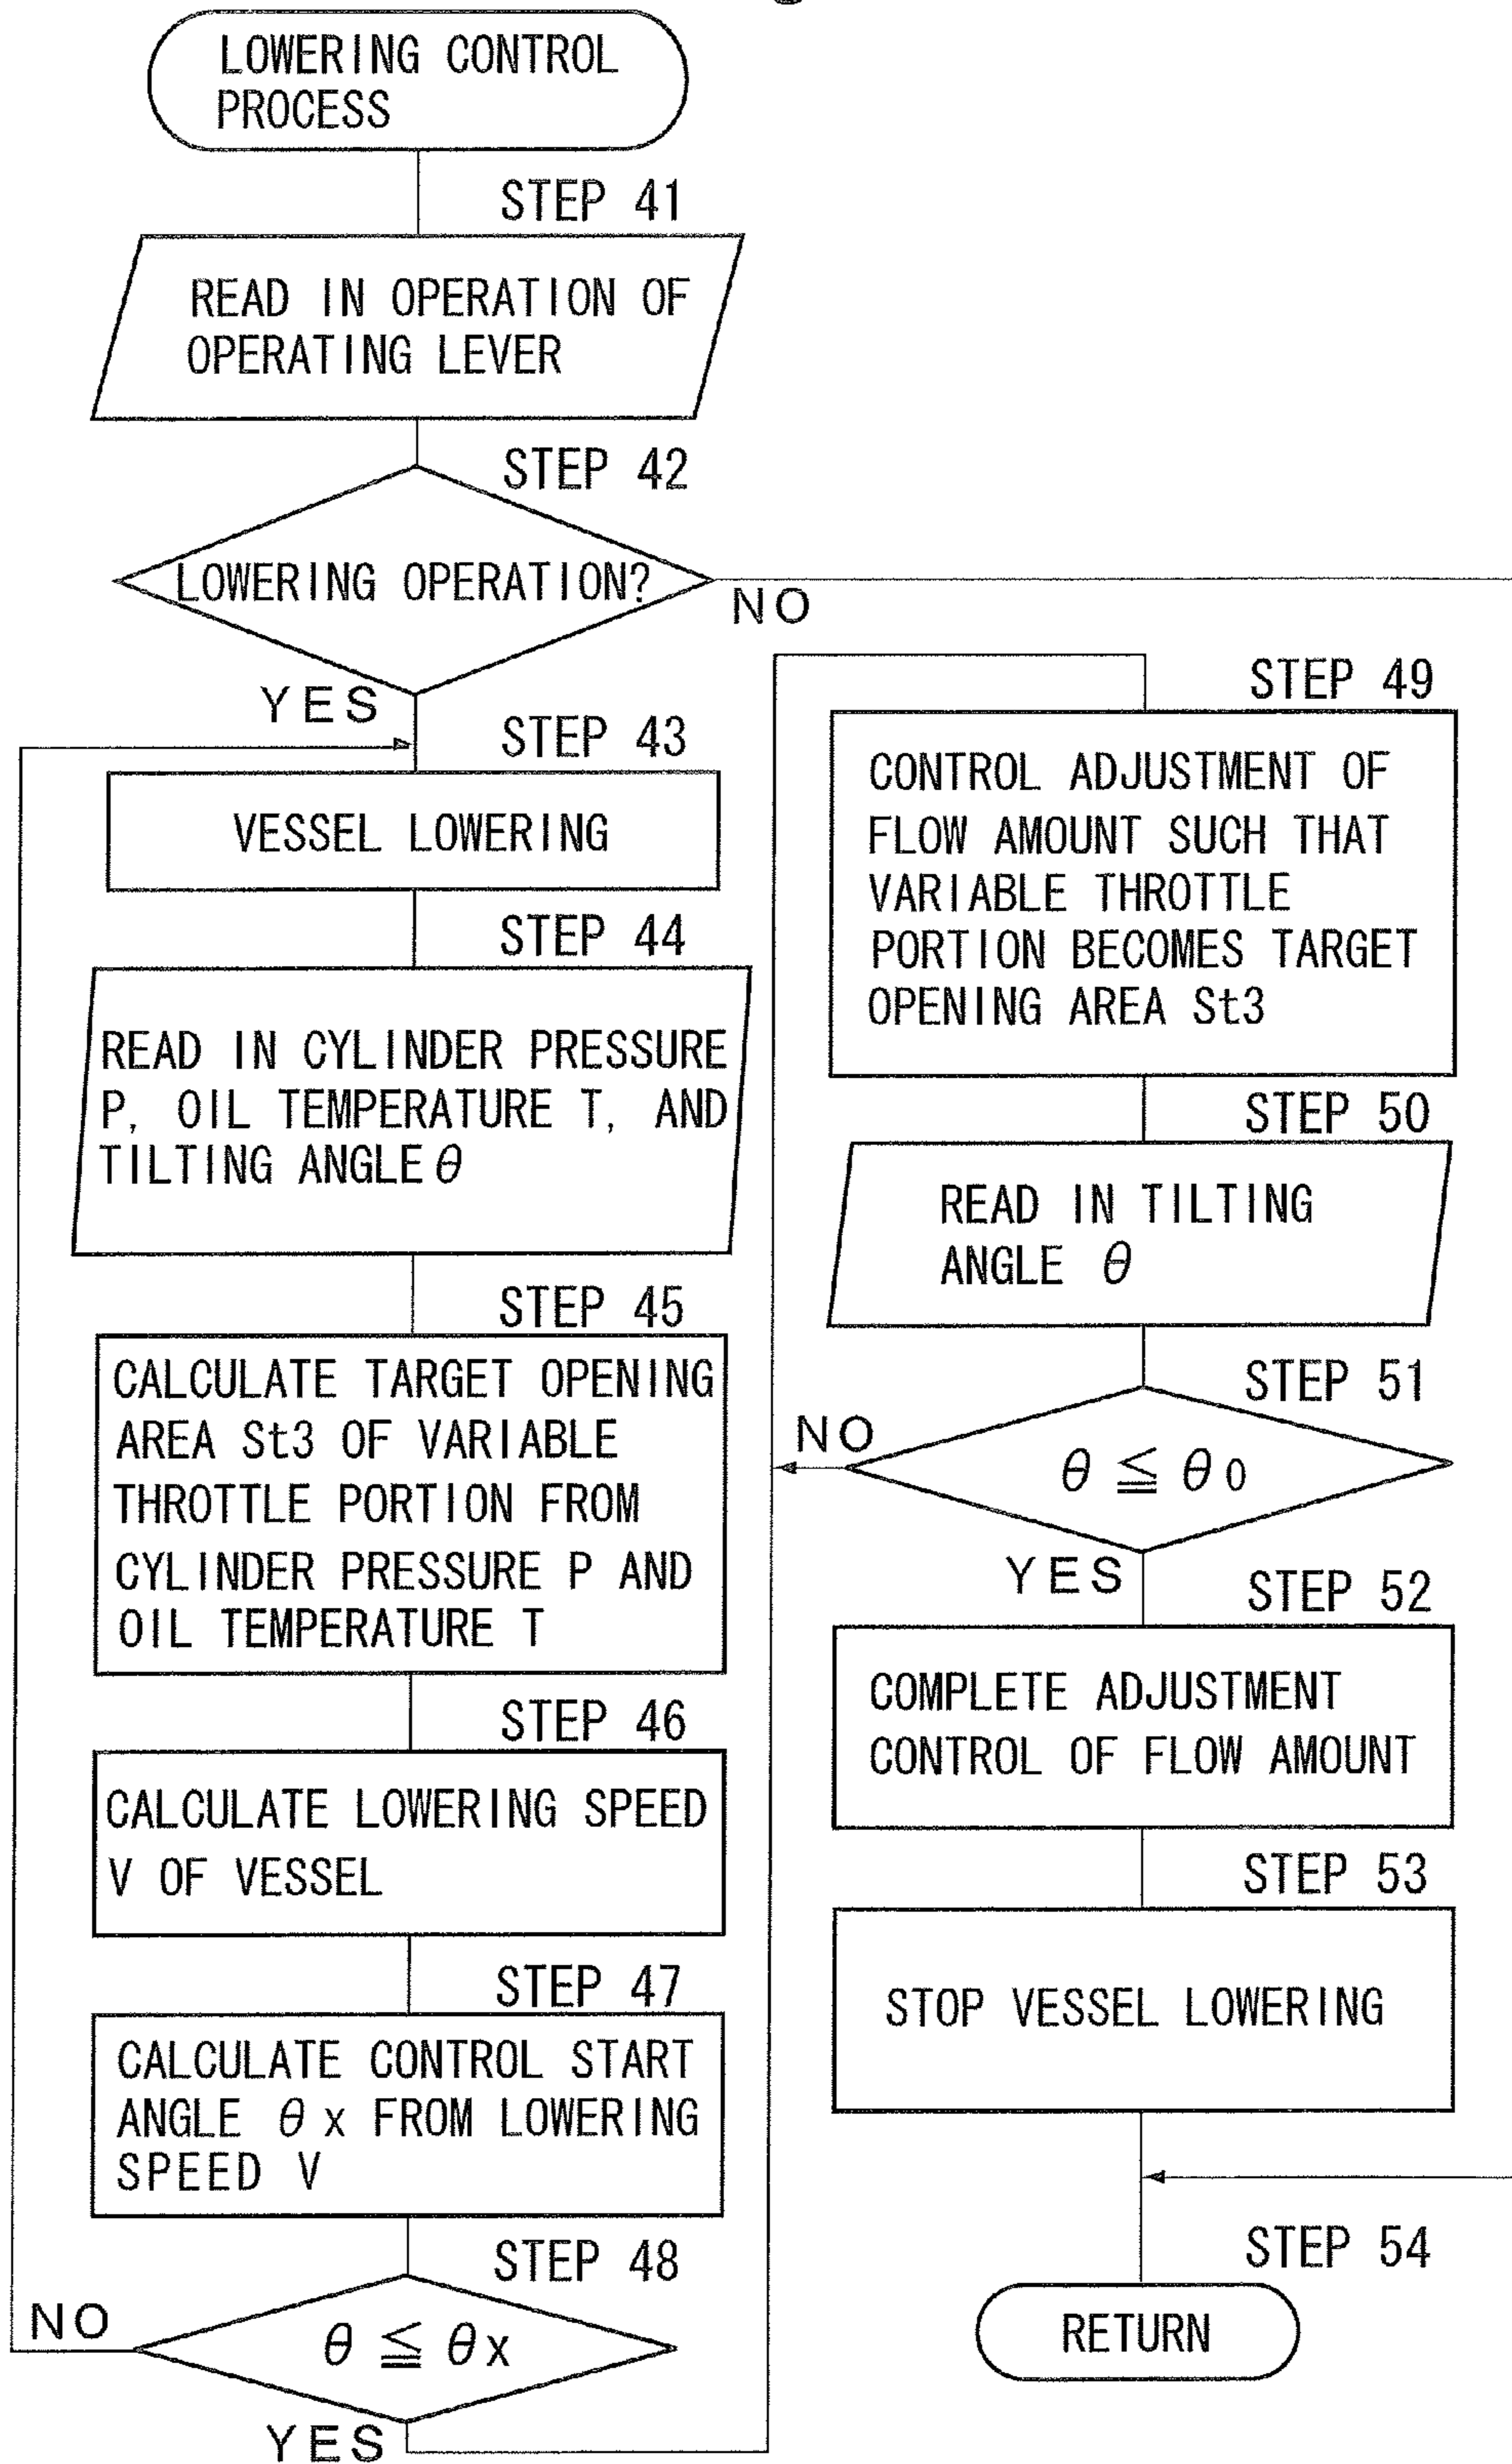 LOWERING CONTROL
PROCESS
STEP 41
READ IN OPERATION OF
OPERATING LEVER
STEP 42
LOWERING OPERATION?
NO
YES
STEP 43
VESSEL LOWERING
STEP 44
READ IN CYLINDER PRESSURE
P, OIL TEMPERATURE T, AND
TILTING ANGLE θ
STEP 45
CALCULATE TARGET OPENING
AREA St3 OF VARIABLE
THROTTLE PORTION FROM
CYLINDER PRESSURE P AND
OIL TEMPERATURE T
STEP 46
CALCULATE LOWERING SPEED
V OF VESSEL
STEP 47
CALCULATE CONTROL START
ANGLE θx FROM LOWERING
SPEED V
STEP 48
NO
θ ≦ θx
YES
STEP 49
CONTROL ADJUSTMENT OF
FLOW AMOUNT SUCH THAT
VARIABLE THROTTLE
PORTION BECOMES TARGET
OPENING AREA St3
STEP 50
READ IN TILTING
ANGLE θ
STEP 51
NO
θ ≦ θ0
YES
STEP 52
COMPLETE ADJUSTMENT
CONTROL OF FLOW AMOUNT
STEP 53
STOP VESSEL LOWERING
STEP 54
RETURN